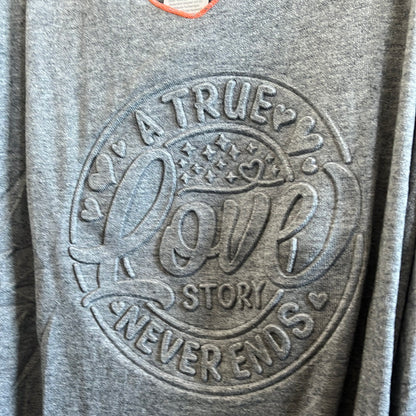 A TRUE
Love
STORY
NEVER ENDS